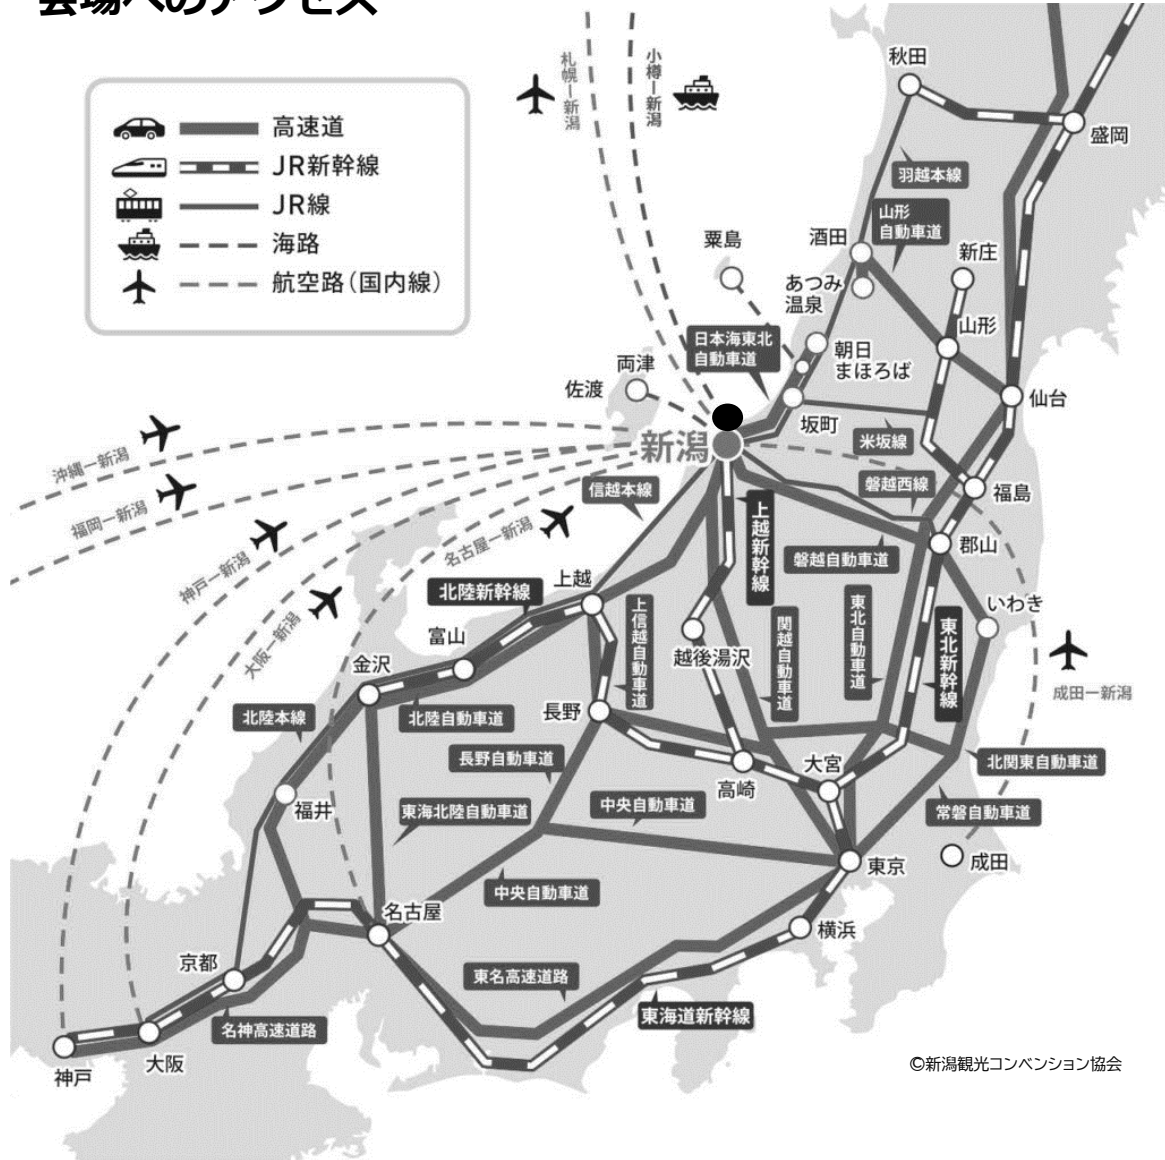 会場へのアクセス
高速道
JR新幹線
JR線
海路
航空路（国内線）
札幌ー新潟
小樽ー新潟
秋田
盛岡
羽越本線
山形
自動車道
酒田
新庄
粟島
あつみ
温泉
山形
日本海東北
自動車道
朝日
まほろば
両津
佐渡
仙台
坂町
新潟
米坂線
沖縄ー新潟
信越本線
磐越西線
福島
福岡ー新潟
上越新幹線
名古屋ー新潟
磐越自動車道
郡山
神戸ー新潟
北陸新幹線
上越
いわき
大阪ー新潟
富山
上信越自動車道
関越自動車道
東北自動車道
東北新幹線
越後湯沢
金沢
成田ー新潟
北陸本線
北陸自動車道
長野
長野自動車道
大宮
北関東自動車道
高崎
福井
東海北陸自動車道
中央自動車道
常磐自動車道
東京
成田
中央自動車道
名古屋
横浜
京都
東名高速道路
名神高速道路
東海道新幹線
大阪
神戸
©新潟観光コンベンション協会